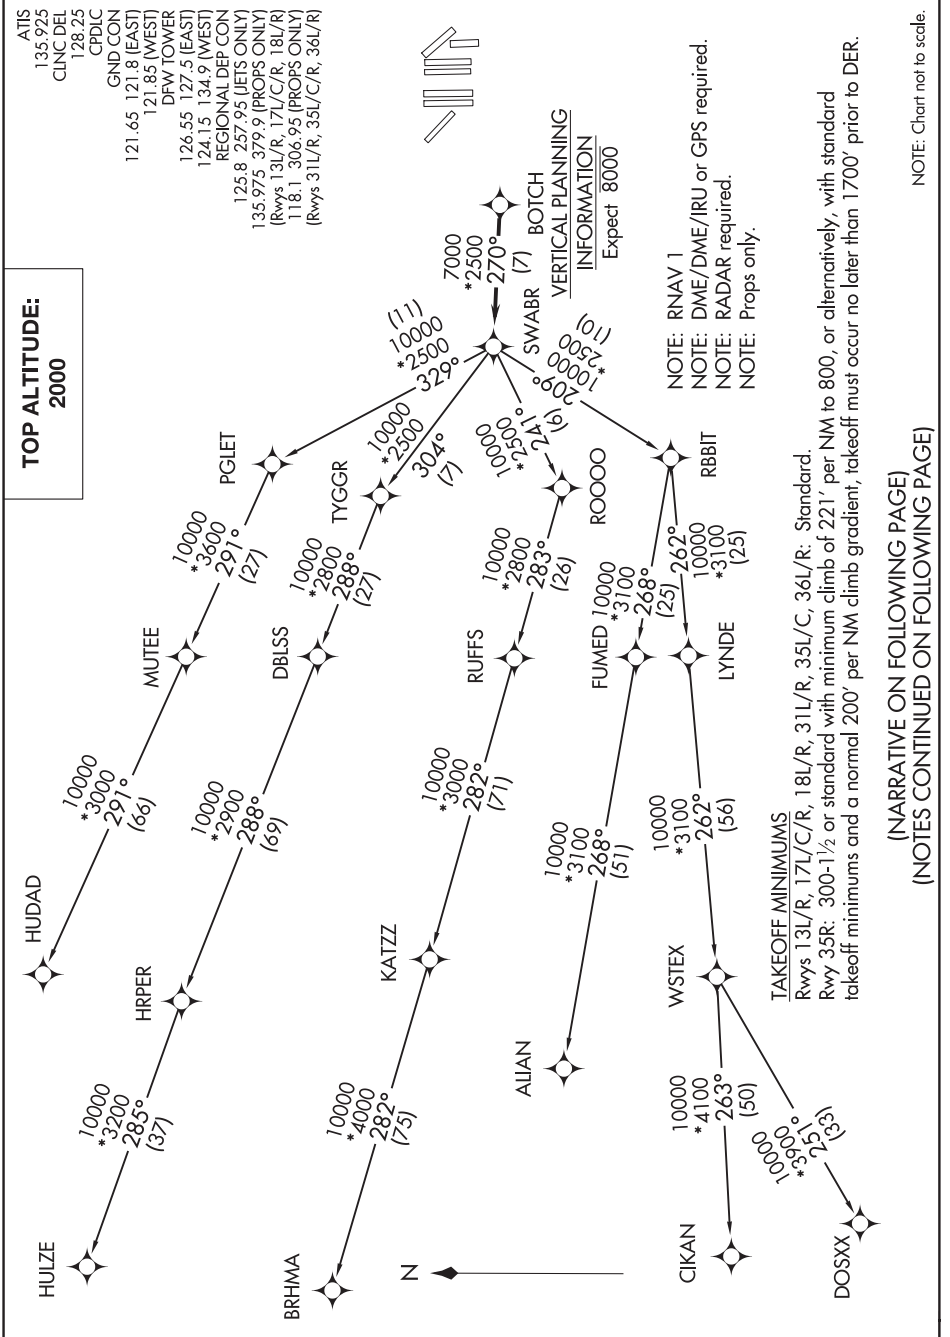 ATIS
135.925
CLNC DEL
128.25
CPDLC
GND CON
121.65 121.8 (EAST)
121.85 (WEST)
DFW TOWER
126.55 127.5 (EAST)
124.15 134.9 (WEST)
REGIONAL DEP CON
125.8 257.95 (JETS ONLY)
135.975 379.9 (PROPS ONLY)
(Rwys 13L/R, 17L/C/R, 18L/R)
118.1 306.95 (PROPS ONLY)
(Rwys 31L/R, 35L/C/R, 36L/R)
TOP ALTITUDE:
2000
HULZE
10000
*3200
285°
(37)
HRPER
10000
*2900
288°
(69)
DBLSS
10000
*2800
288°
(27)
TYGGR
10000
*2500
304°
(7)
HUDAD
10000
*3000
291°
(66)
MUTEE
10000
*3600
291°
(27)
PGLET
(11)
10000
*2500
329°
BRHMA
10000
*4000
282°
(75)
KATZZ
10000
*3000
282°
(71)
RUFFS
10000
*2800
283°
(26)
ROOOO
10000
*2500
241°
(6)
SWABR
7000
*2500
270°
(7)
BOTCH
VERTICAL PLANNING
INFORMATION
Expect 8000
ALIAN
10000
*3100
268°
(51)
FUMED
10000
*3100
268°
(25)
RBBIT
209°
10000
*2500
(10)
CIKAN
10000
*4100
263°
(50)
WSTEX
10000
*3100
262°
(56)
LYNDE
262°
10000
*3100
(25)
DOSXX
10000
*3900
251°
(33)
N
NOTE: RNAV 1
NOTE: DME/DME/IRU or GPS required.
NOTE: RADAR required.
NOTE: Props only.
TAKEOFF MINIMUMS
Rwys 13L/R, 17L/C/R, 18L/R, 31L/R, 35L/C, 36L/R: Standard.
Rwy 35R: 300-1½ or standard with minimum climb of 221' per NM to 800, or alternatively, with standard
takeoff minimums and a normal 200' per NM climb gradient, takeoff must occur no later than 1700' prior to DER.
(NARRATIVE ON FOLLOWING PAGE)
(NOTES CONTINUED ON FOLLOWING PAGE)
NOTE: Chart not to scale.